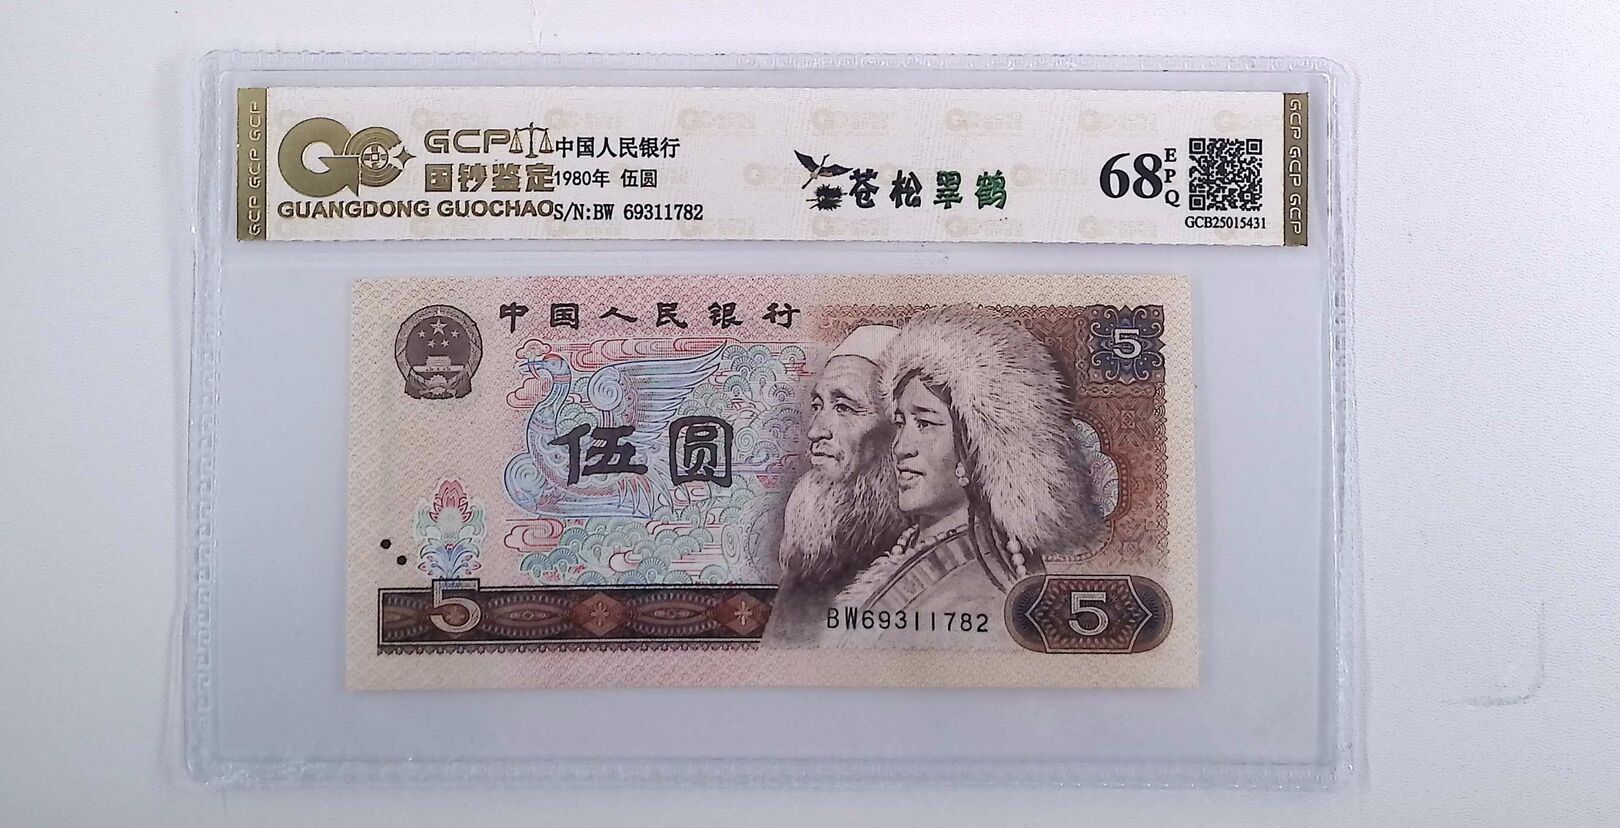 GCP GCP GCP
GCP
国钞鉴定
GUANGDONG GUOCHAO
中国人民银行
1980年 伍圆
S/N:BW 69311782
苍松翠鹤
68 EPQ
GCB25015431
GCP GCP GCP
中国人民银行
5
伍圆
5
BW69311782
5